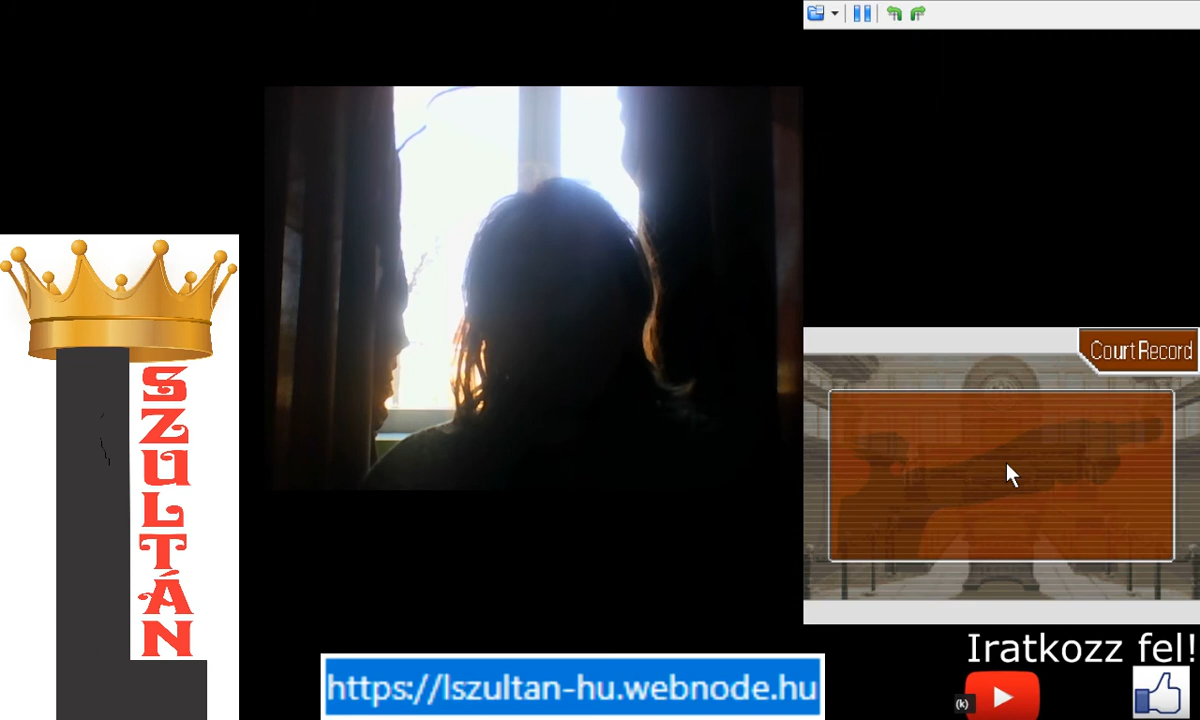 Court Record
SZULTÁN
Iratkozz fel!
https://lszultan-hu.webnode.hu
(k)